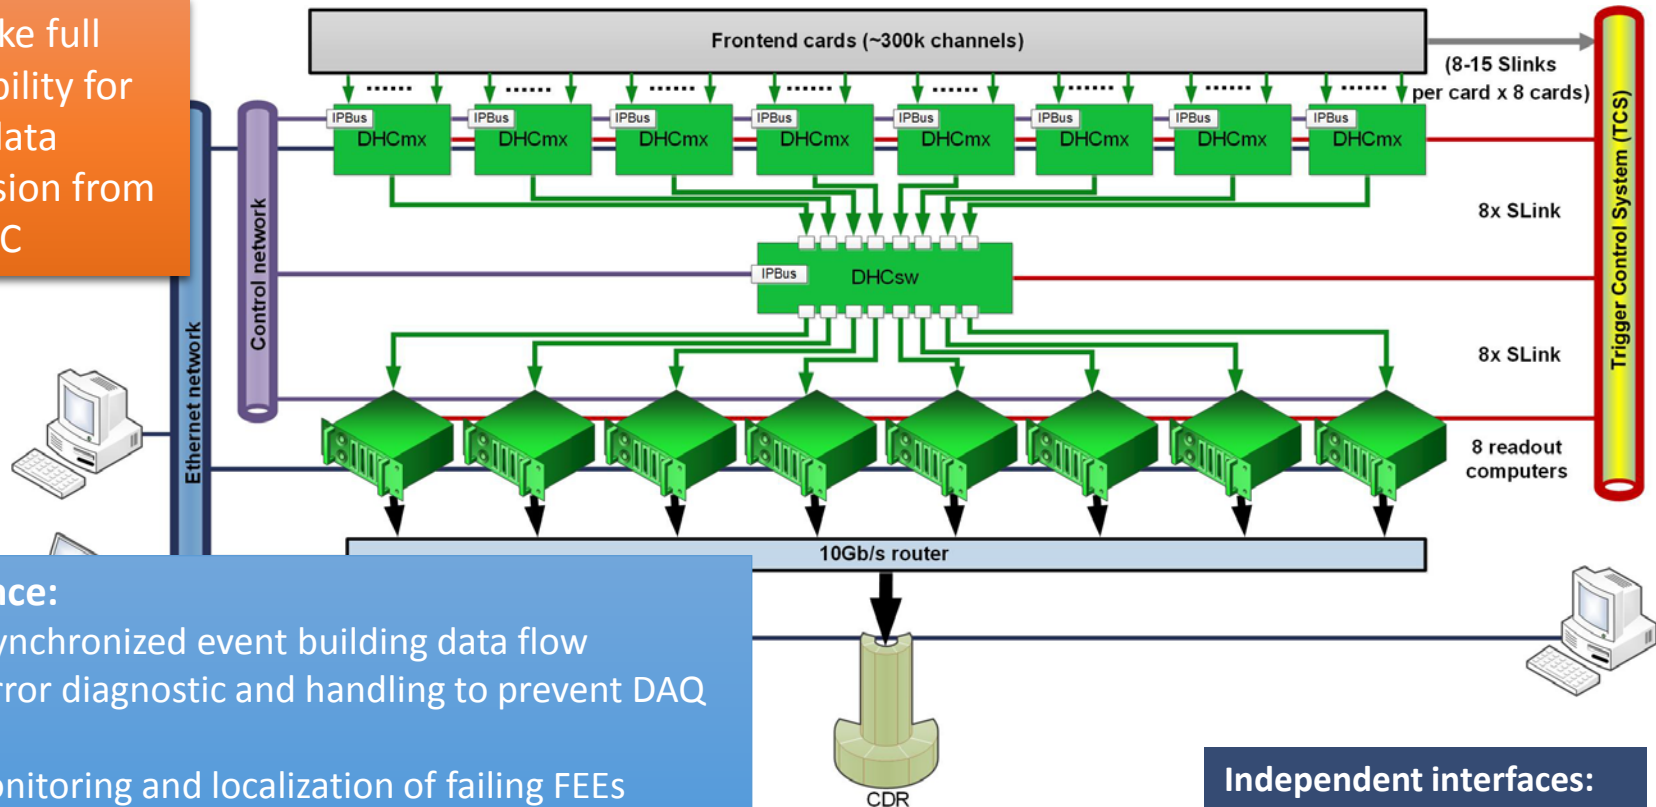 ke full
bility for
data
sion from
C
Frontend cards (~300k channels)
(8-15 Slinks
per card x 8 cards)
IPBus
DHCmx
IPBus
DHCmx
IPBus
DHCmx
IPBus
DHCmx
IPBus
DHCmx
IPBus
DHCmx
IPBus
DHCmx
IPBus
DHCmx
8x SLink
IPBus
DHCsw
Control network
Ethernet network
Trigger Control System (TCS)
8x SLink
8 readout
computers
10Gb/s router
nce:
ynchronized event building data flow
rror diagnostic and handling to prevent DAQ
onitoring and localization of failing FEEs
CDR
Independent interfaces: